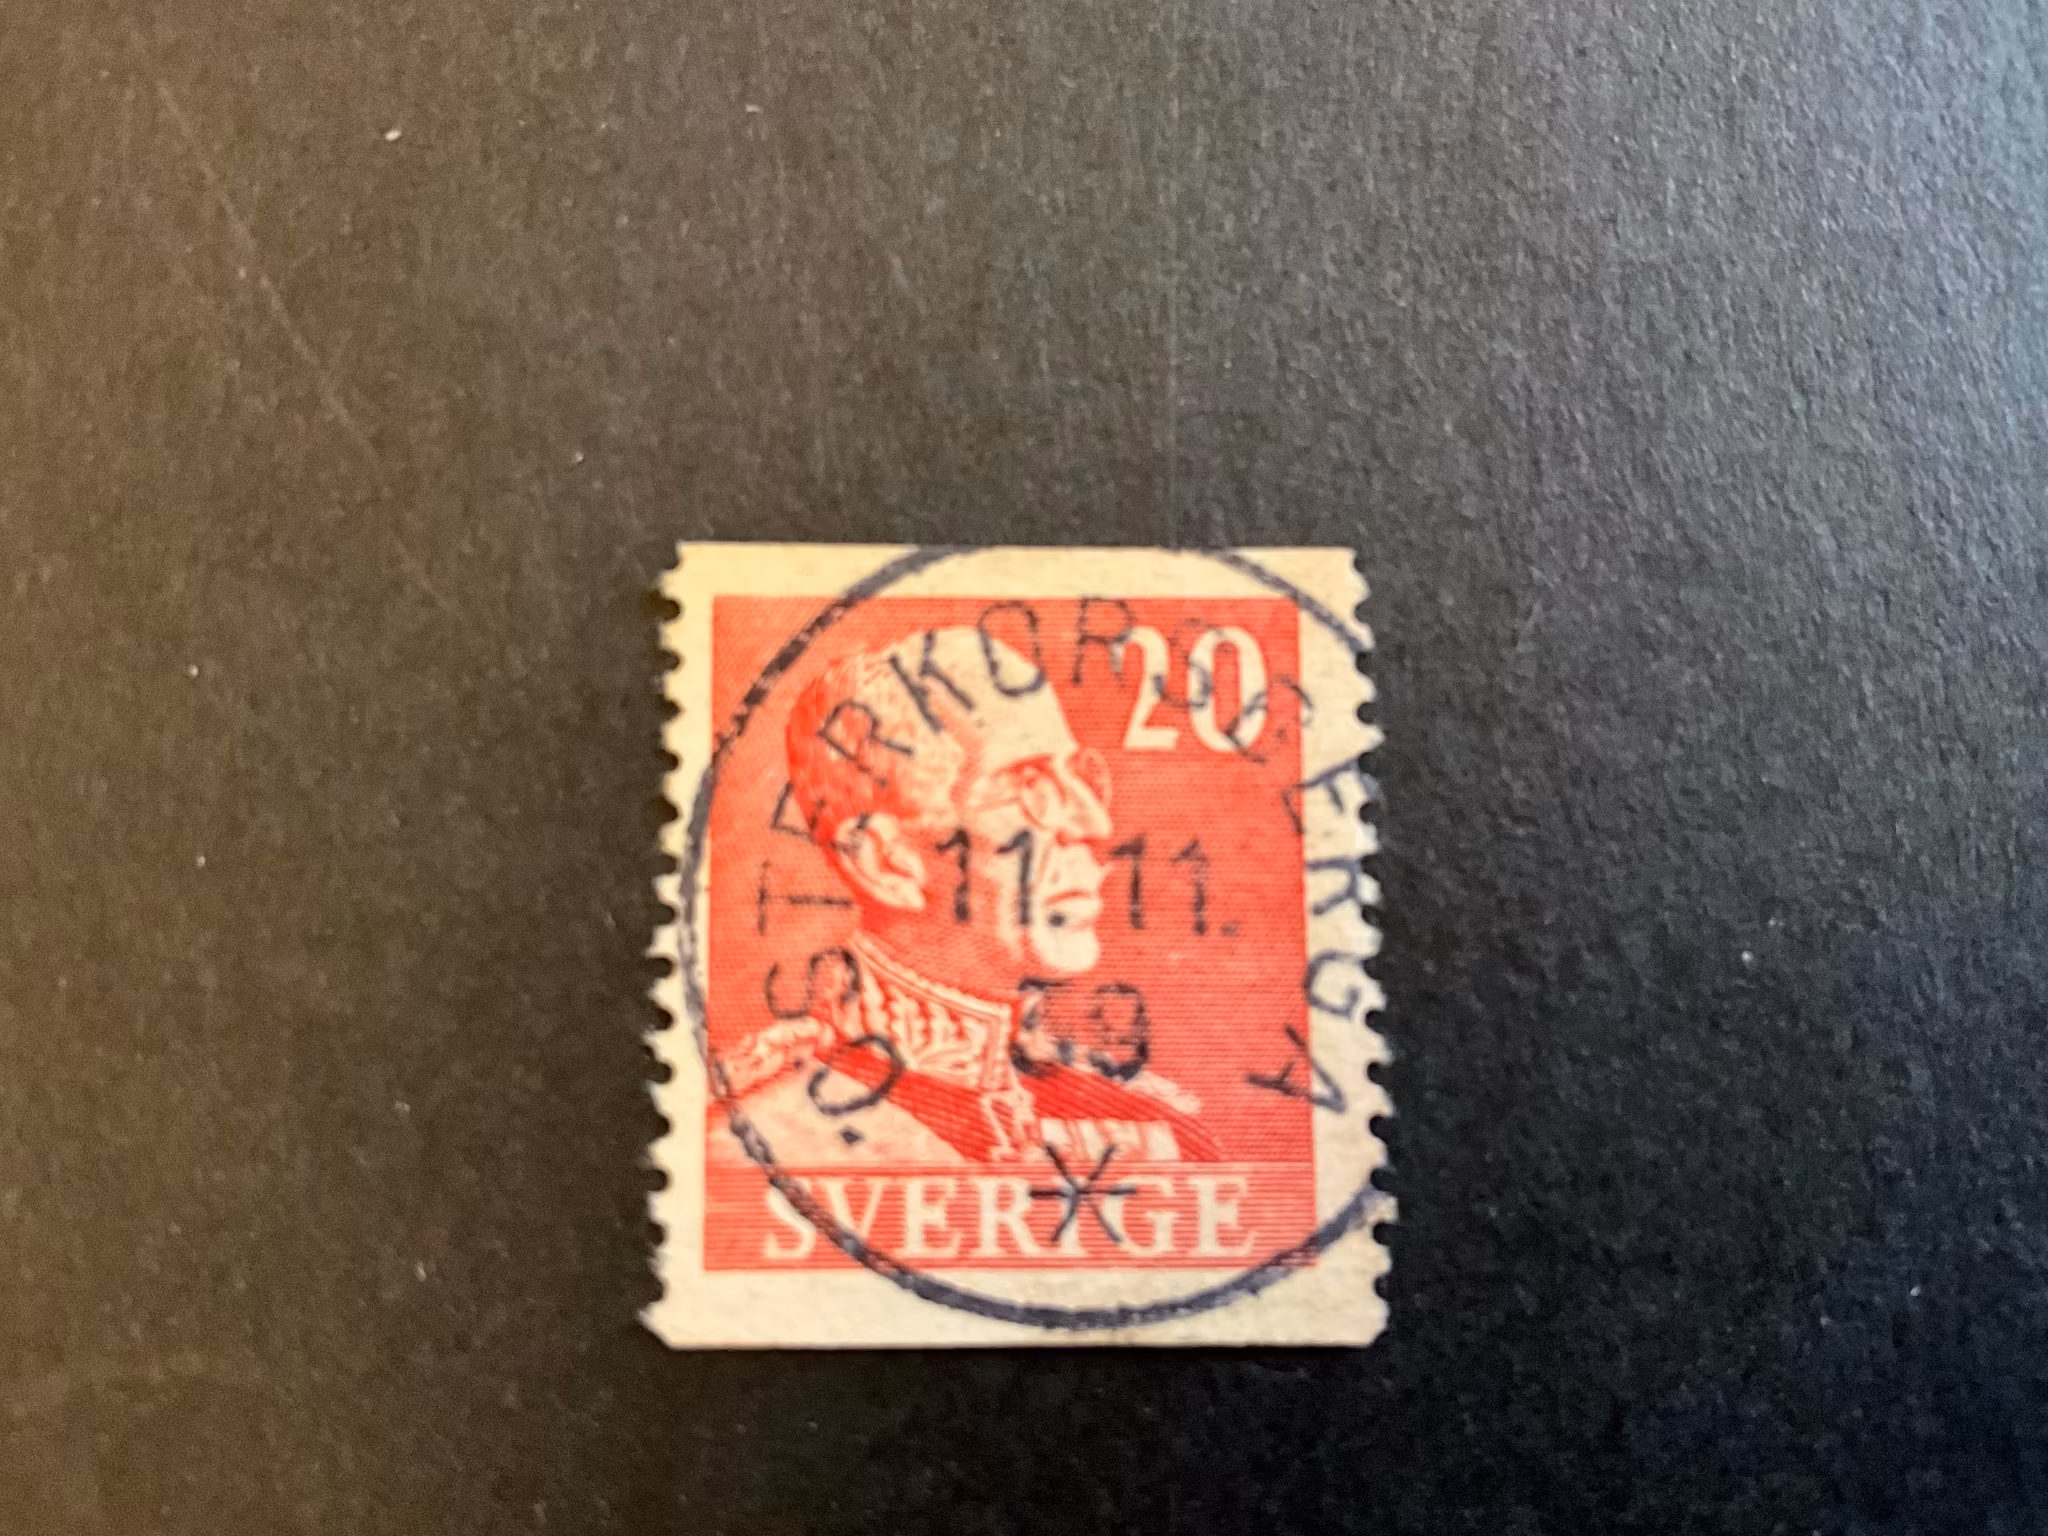 ÖSTERKORSBERGA
20
11.11.
39
SVERIGE